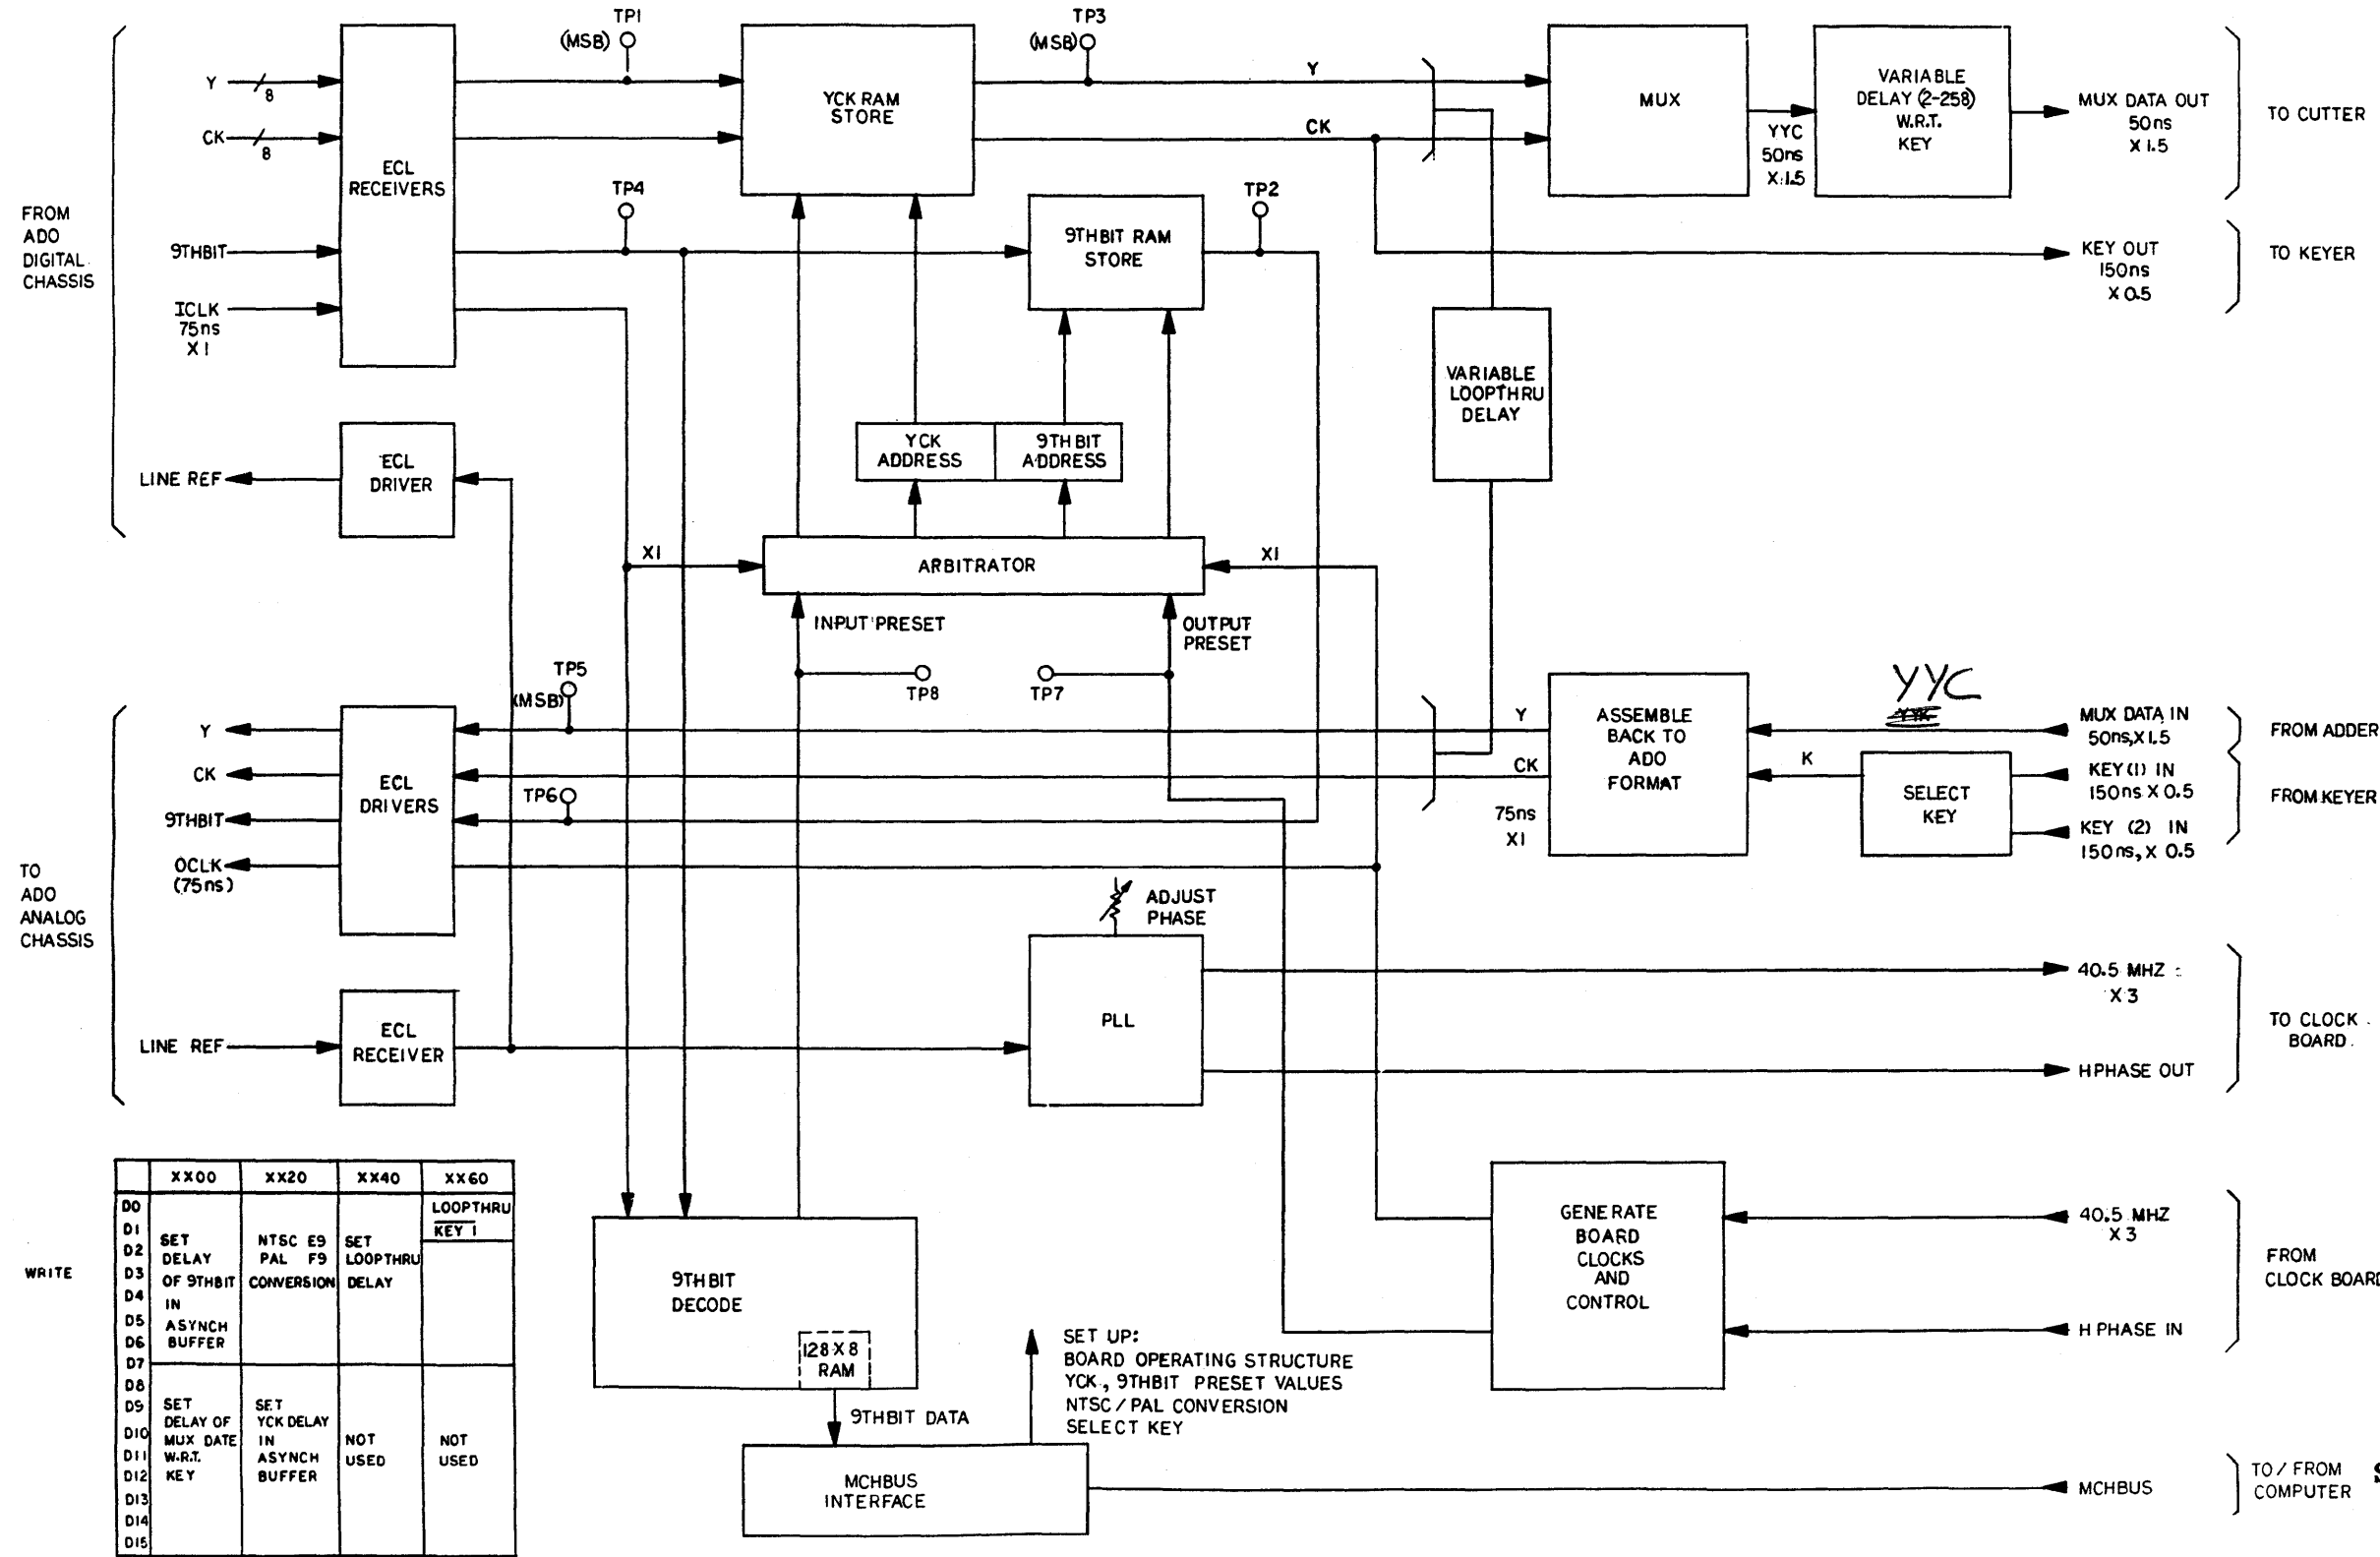 TP1
(MSB)
TP3
(MSB)
Y
8
CK
8
9THBIT
ICLK
75ns
X1
FROM
ADO
DIGITAL
CHASSIS
ECL
RECEIVERS
YCK RAM
STORE
Y
CK
MUX
YYC
50ns
X 1.5
VARIABLE
DELAY (2-258)
W.R.T.
KEY
MUX DATA OUT
50ns
X 1.5
TO CUTTER
TP4
TP2
9THBIT RAM
STORE
KEY OUT
150ns
X 0.5
TO KEYER
VARIABLE
LOOPTHRU
DELAY
LINE REF
ECL
DRIVER
YCK
ADDRESS
9THBIT
ADDRESS
X1
ARBITRATOR
X1
INPUT PRESET
OUTPUT
PRESET
TP8
TP7
TP5
(MSB)
Y
CK
9THBIT
OCLK
(75ns)
TO
ADO
ANALOG
CHASSIS
ECL
DRIVERS
TP6
Y
CK
75ns
X1
ASSEMBLE
BACK TO
ADO
FORMAT
YYC
K
SELECT
KEY
MUX DATA IN
50ns,X1.5
KEY (1) IN
150ns X 0.5
KEY (2) IN
150ns, X 0.5
FROM ADDER
FROM KEYER
ADJUST
PHASE
PLL
40.5 MHZ
X 3
H PHASE OUT
TO CLOCK
BOARD
LINE REF
ECL
RECEIVER
GENERATE
BOARD
CLOCKS
AND
CONTROL
40.5 MHZ
X 3
H PHASE IN
FROM
CLOCK BOARD
9THBIT
DECODE
128 X 8
RAM
9THBIT DATA
SET UP:
BOARD OPERATING STRUCTURE
YCK, 9THBIT PRESET VALUES
NTSC/PAL CONVERSION
SELECT KEY
MCHBUS
INTERFACE
MCHBUS
TO/FROM
COMPUTER
S
WRITE
XX00 XX20 XX40 XX60
D0
D1
D2
D3
D4
D5
D6
D7
D8
D9
D10
D11
D12
D13
D14
D15
SET
DELAY
OF 9THBIT
IN
ASYNCH
BUFFER
NTSC E9
PAL F9
CONVERSION
SET
LOOPTHRU
DELAY
LOOPTHRU
KEY 1
SET
DELAY OF
MUX DATE
W.R.T.
KEY
SET
YCK DELAY
IN
ASYNCH
BUFFER
NOT
USED
NOT
USED